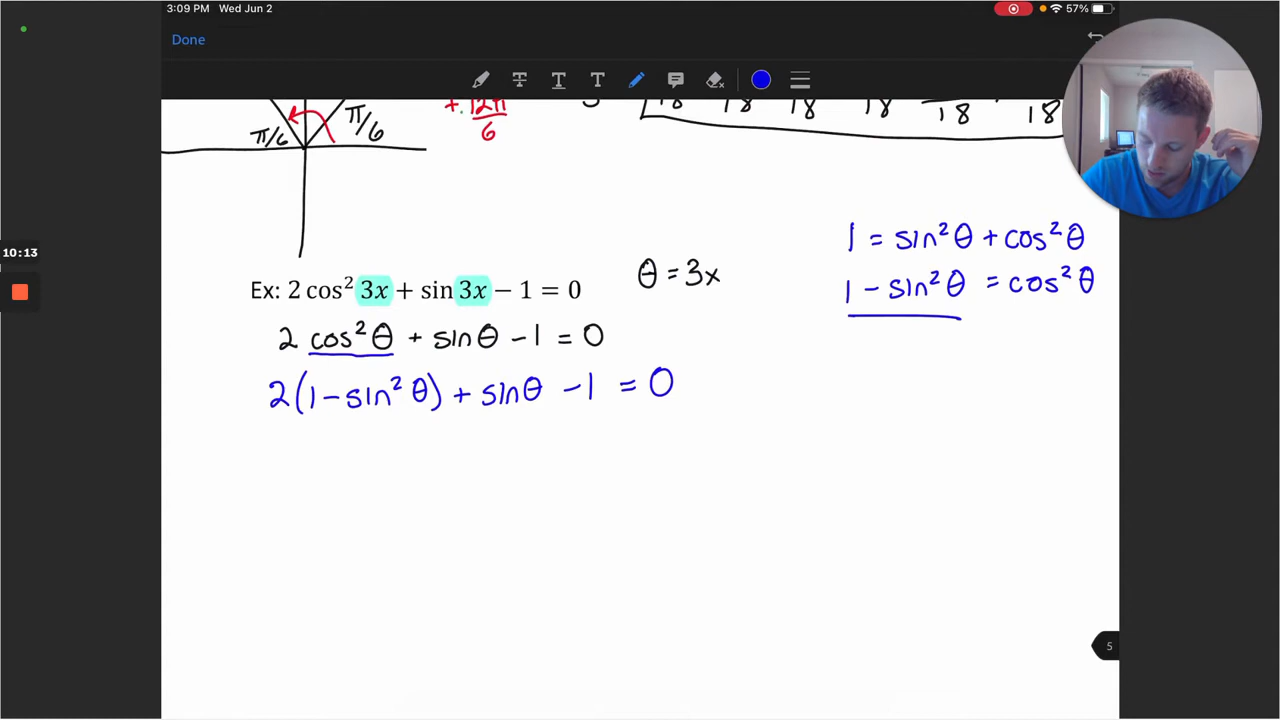 3:09 PM Wed Jun 2
57%
Done
π/6
π/6
+ 12π
6
18 18 18 18 18 18
10:13
1 = sin²θ + cos²θ
1 − sin²θ = cos²θ
Ex: 2 cos² 3x + sin 3x − 1 = 0
θ = 3x
2 cos²θ + sinθ − 1 = 0
2(1 − sin²θ) + sinθ − 1 = 0
5